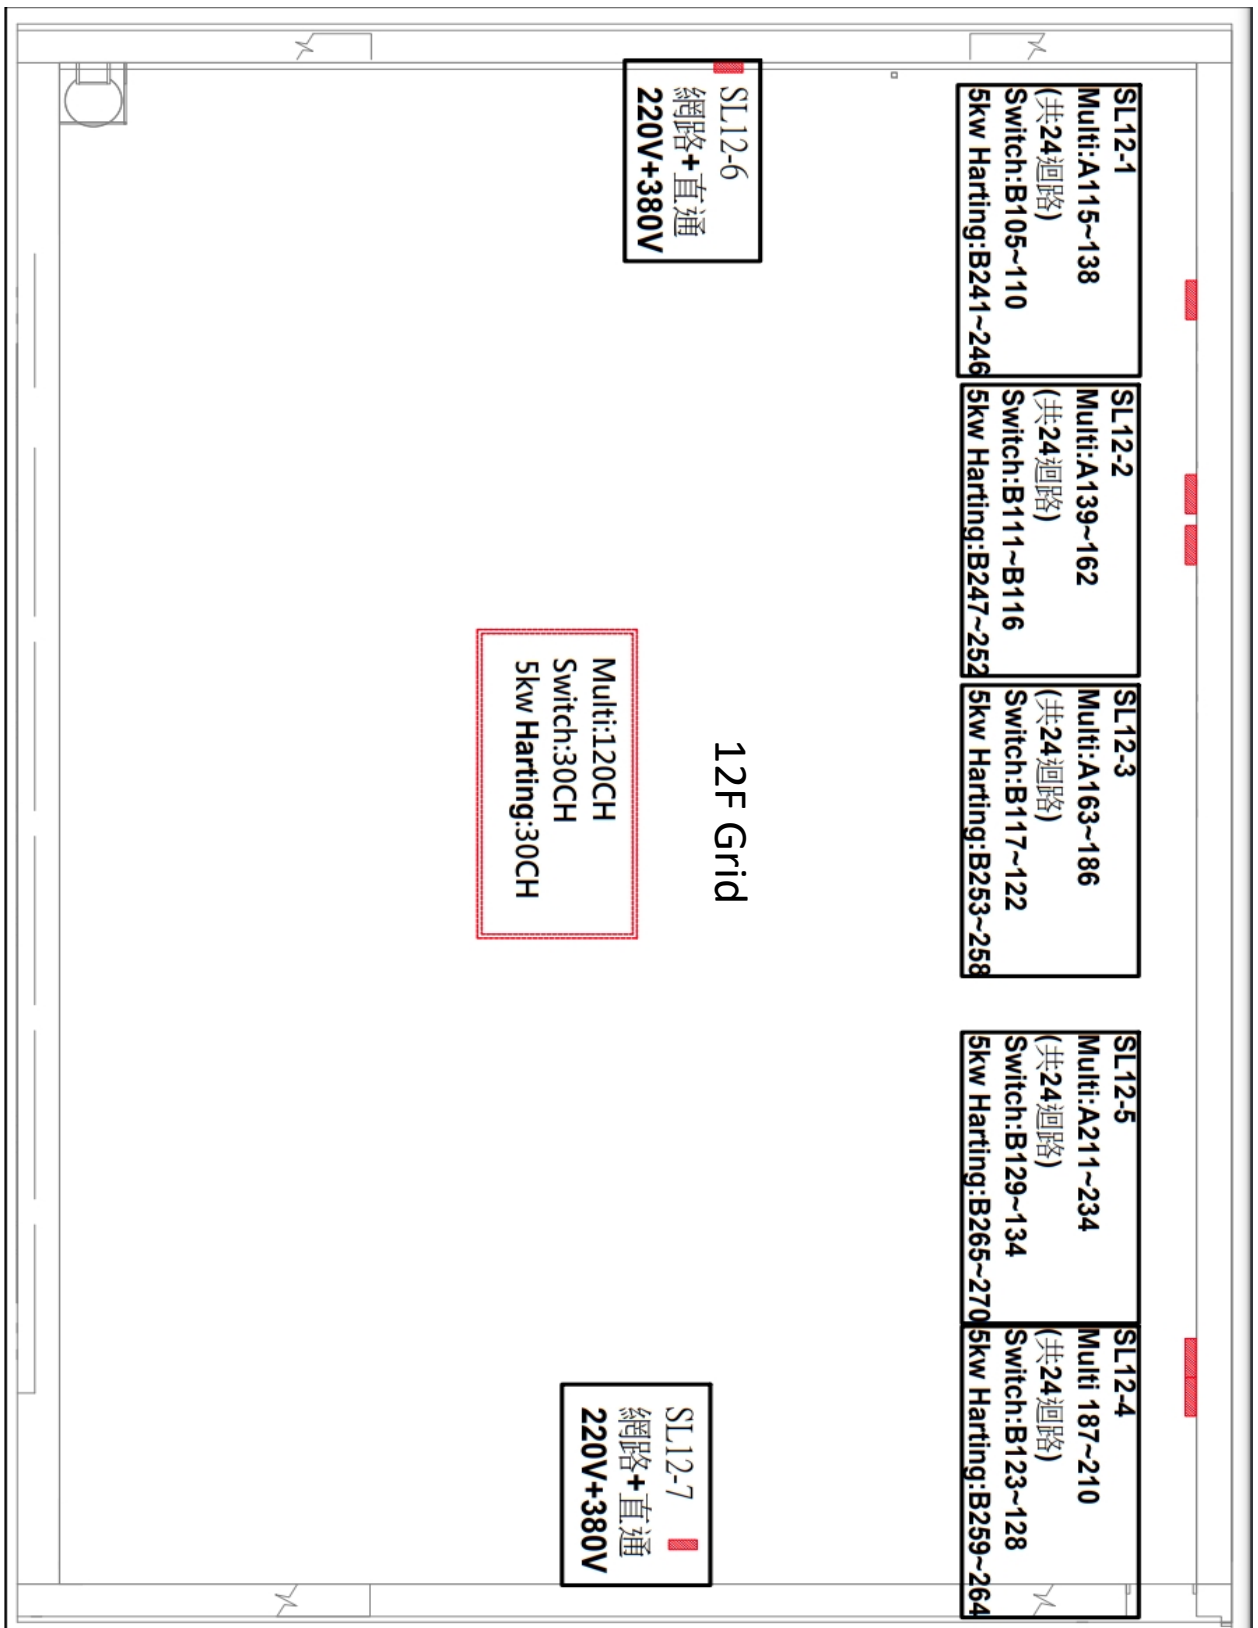 SL12-1
Multi:A115~138
(共24迴路)
Switch:B105~110
5kw Harting:B241~246
SL12-2
Multi:A139~162
(共24迴路)
Switch:B111~B116
5kw Harting:B247~252
SL12-3
Multi:A163~186
(共24迴路)
Switch:B117~122
5kw Harting:B253~258
SL12-5
Multi:A211~234
(共24迴路)
Switch:B129~134
5kw Harting:B265~270
SL12-4
Multi 187~210
(共24迴路)
Switch:B123~128
5kw Harting:B259~264
SL12-6
網路+直通
220V+380V
12F Grid
Multi:120CH
Switch:30CH
5kw Harting:30CH
SL12-7
網路+直通
220V+380V